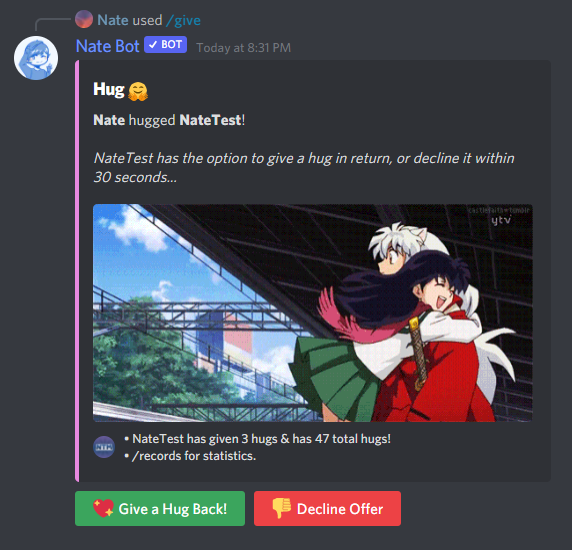 Nate used /give
Nate Bot ✓ BOT Today at 8:31 PM
Hug 🤗
Nate hugged NateTest!
NateTest has the option to give a hug in return, or decline it within
30 seconds...
ytv
• NateTest has given 3 hugs & has 47 total hugs!
• /records for statistics.
💖 Give a Hug Back! 👎 Decline Offer